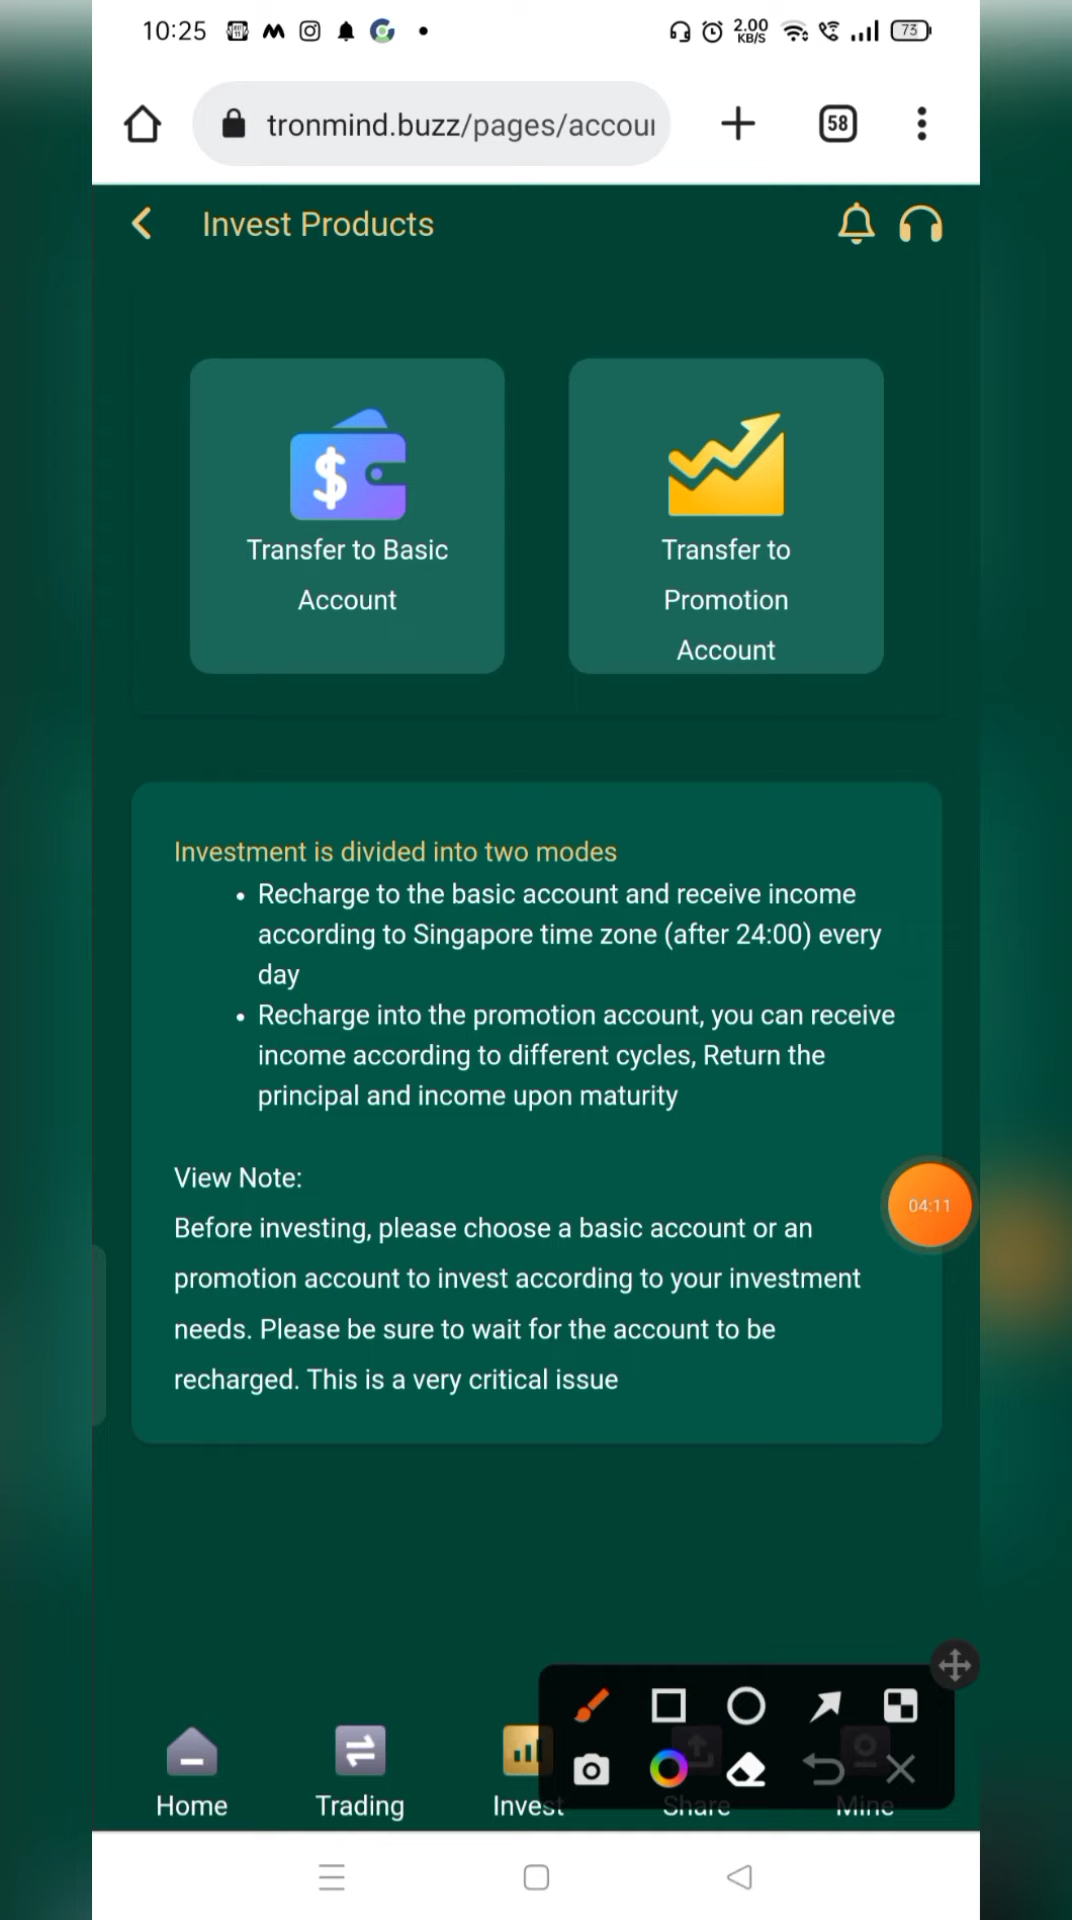 10:25
2.00
KB/S
73
tronmind.buzz/pages/accour
58
Invest Products
Transfer to Basic
Account
Transfer to
Promotion
Account
Investment is divided into two modes
• Recharge to the basic account and receive income
according to Singapore time zone (after 24:00) every
day
• Recharge into the promotion account, you can receive
income according to different cycles, Return the
principal and income upon maturity
View Note:
Before investing, please choose a basic account or an
promotion account to invest according to your investment
needs. Please be sure to wait for the account to be
recharged. This is a very critical issue
04:11
Home
Trading
Invest
Share
Mine